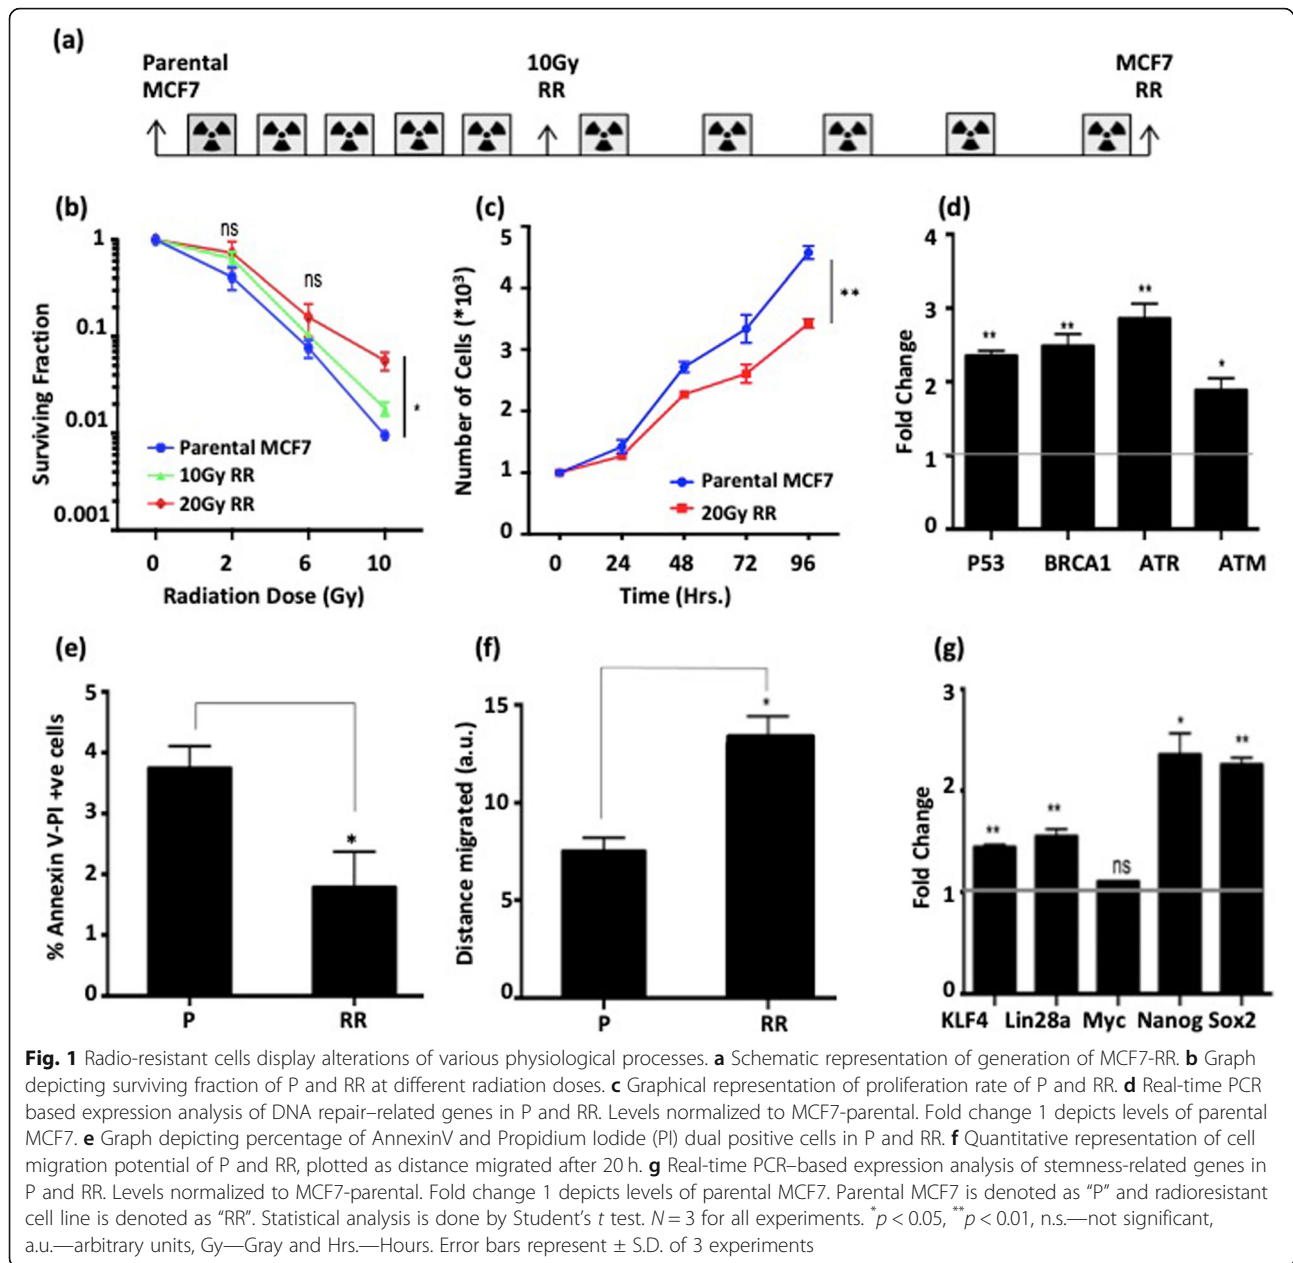 (a)
Parental
MCF7
10Gy
RR
MCF7
RR
(b)
ns
ns
*
1
0.1
0.01
0.001
Surviving Fraction
Parental MCF7
10Gy RR
20Gy RR
0 2 6 10
Radiation Dose (Gy)
(c)
5
4
3
2
1
0
Number of Cells (*10³)
**
Parental MCF7
20Gy RR
0 24 48 72 96
Time (Hrs.)
(d)
4
3
2
1
0
Fold Change
** ** ** *
P53 BRCA1 ATR ATM
(e)
5
4
3
2
1
0
% Annexin V-PI +ve cells
*
P RR
(f)
15
10
5
0
Distance migrated (a.u.)
*
P RR
(g)
3
2
1
0
Fold Change
** ** ns * **
KLF4 Lin28a Myc Nanog Sox2
Fig. 1 Radio-resistant cells display alterations of various physiological processes. a Schematic representation of generation of MCF7-RR. b Graph
depicting surviving fraction of P and RR at different radiation doses. c Graphical representation of proliferation rate of P and RR. d Real-time PCR
based expression analysis of DNA repair–related genes in P and RR. Levels normalized to MCF7-parental. Fold change 1 depicts levels of parental
MCF7. e Graph depicting percentage of AnnexinV and Propidium Iodide (PI) dual positive cells in P and RR. f Quantitative representation of cell
migration potential of P and RR, plotted as distance migrated after 20 h. g Real-time PCR–based expression analysis of stemness-related genes in
P and RR. Levels normalized to MCF7-parental. Fold change 1 depicts levels of parental MCF7. Parental MCF7 is denoted as “P” and radioresistant
cell line is denoted as “RR”. Statistical analysis is done by Student’s t test. N = 3 for all experiments. *p < 0.05, **p < 0.01, n.s.—not significant,
a.u.—arbitrary units, Gy—Gray and Hrs.—Hours. Error bars represent ± S.D. of 3 experiments